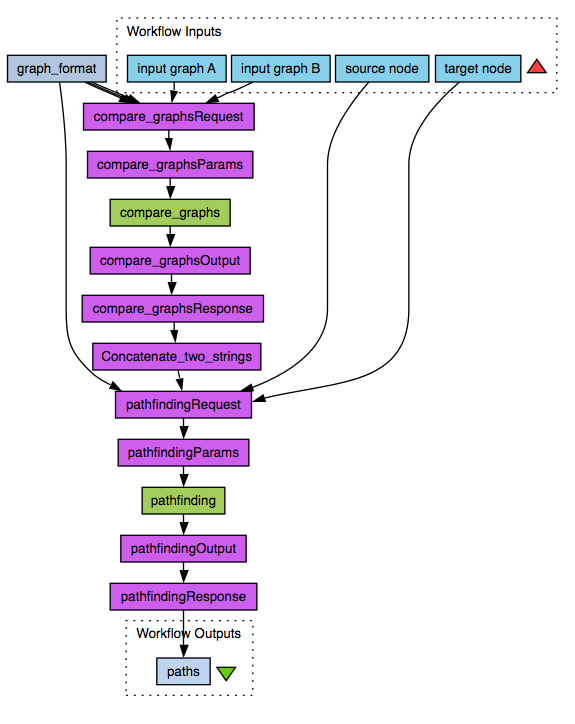 Workflow Inputs
graph_format
input graph A
input graph B
source node
target node
compare_graphsRequest
compare_graphsParams
compare_graphs
compare_graphsOutput
compare_graphsResponse
Concatenate_two_strings
pathfindingRequest
pathfindingParams
pathfinding
pathfindingOutput
pathfindingResponse
Workflow Outputs
paths